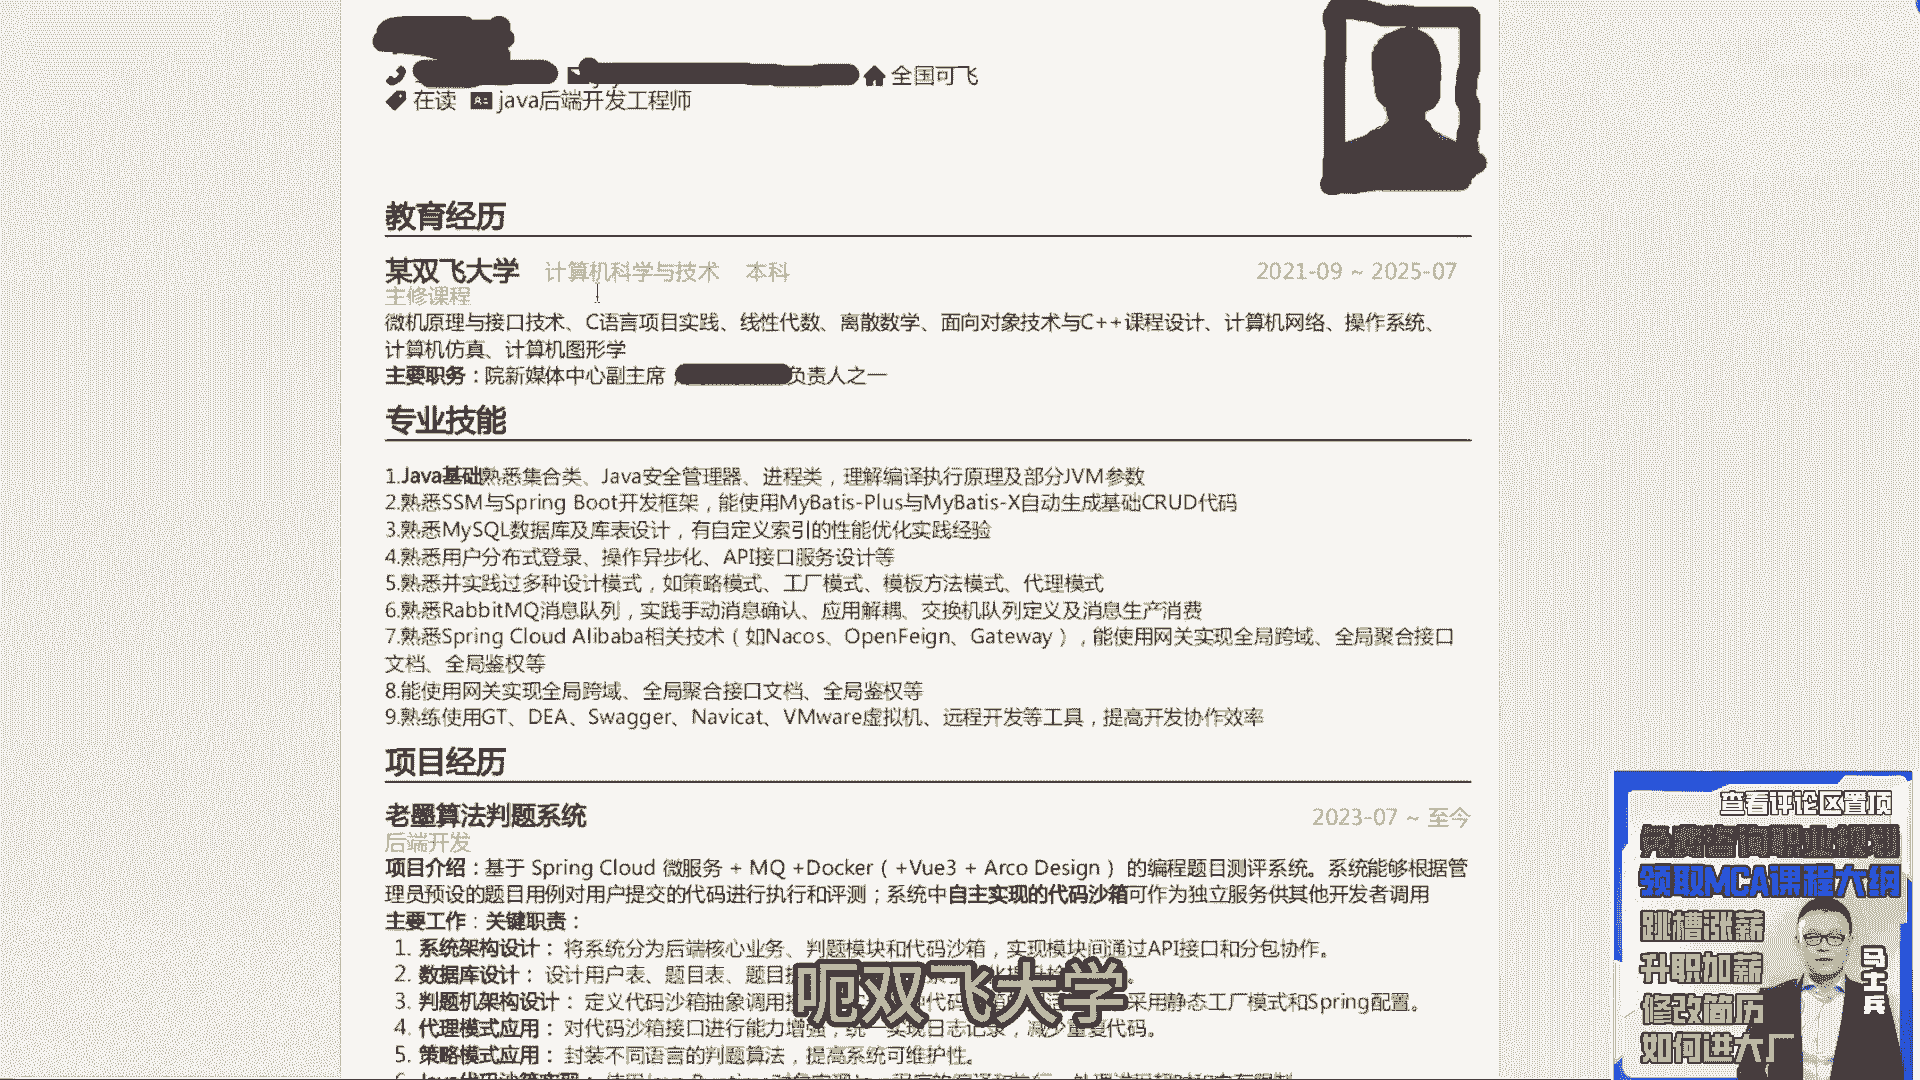 全国可飞
在读 java后端开发工程师
教育经历
某双飞大学 计算机科学与技术 本科 2021-09 ~ 2025-07
主修课程
微机原理与接口技术、C语言项目实践、线性代数、离散数学、面向对象技术与C++课程设计、计算机网络、操作系统、
计算机仿真、计算机图形学
主要职务：院新媒体中心副主席 负责人之一
专业技能
1.Java基础熟悉集合类、Java安全管理器、进程类，理解编译执行原理及部分JVM参数
2.熟悉SSM与Spring Boot开发框架，能使用MyBatis-Plus与MyBatis-X自动生成基础CRUD代码
3.熟悉MySQL数据库及库表设计，有自定义索引的性能优化实践经验
4.熟悉用户分布式登录、操作异步化、API接口服务设计等
5.熟悉并实践过多种设计模式，如策略模式、工厂模式、模板方法模式、代理模式
6.熟悉RabbitMQ消息队列，实践手动消息确认、应用解耦、交换机队列定义及消息生产消费
7.熟悉Spring Cloud Alibaba相关技术（如Nacos、OpenFeign、Gateway），能使用网关实现全局跨域、全局聚合接口
文档、全局鉴权等
8.能使用网关实现全局跨域、全局聚合接口文档、全局鉴权等
9.熟练使用GT、DEA、Swagger、Navicat、VMware虚拟机、远程开发等工具，提高开发协作效率
项目经历
老墨算法判题系统 2023-07 ~ 至今
后端开发
项目介绍：基于 Spring Cloud 微服务 + MQ +Docker（+Vue3 + Arco Design） 的编程题目测评系统。系统能够根据管
理员预设的题目用例对用户提交的代码进行执行和评测；系统中自主实现的代码沙箱可作为独立服务供其他开发者调用
主要工作：关键职责：
1. 系统架构设计： 将系统分为后端核心业务、判题模块和代码沙箱，实现模块间通过API接口和分包协作。
2. 数据库设计： 设计用户表、题目表、题目
3. 判题机架构设计： 定义代码沙箱抽象调用 采用静态工厂模式和Spring配置。
4. 代理模式应用： 对代码沙箱接口进行能力增强，统一实现日志记录，减少重复代码。
5. 策略模式应用： 封装不同语言的判题算法，提高系统可维护性。
呃双飞大学
查看评论区置顶
免费咨询职业规划
领取MCA课程大纲
跳槽涨薪
升职加薪
修改简历
如何进大厂
马士兵